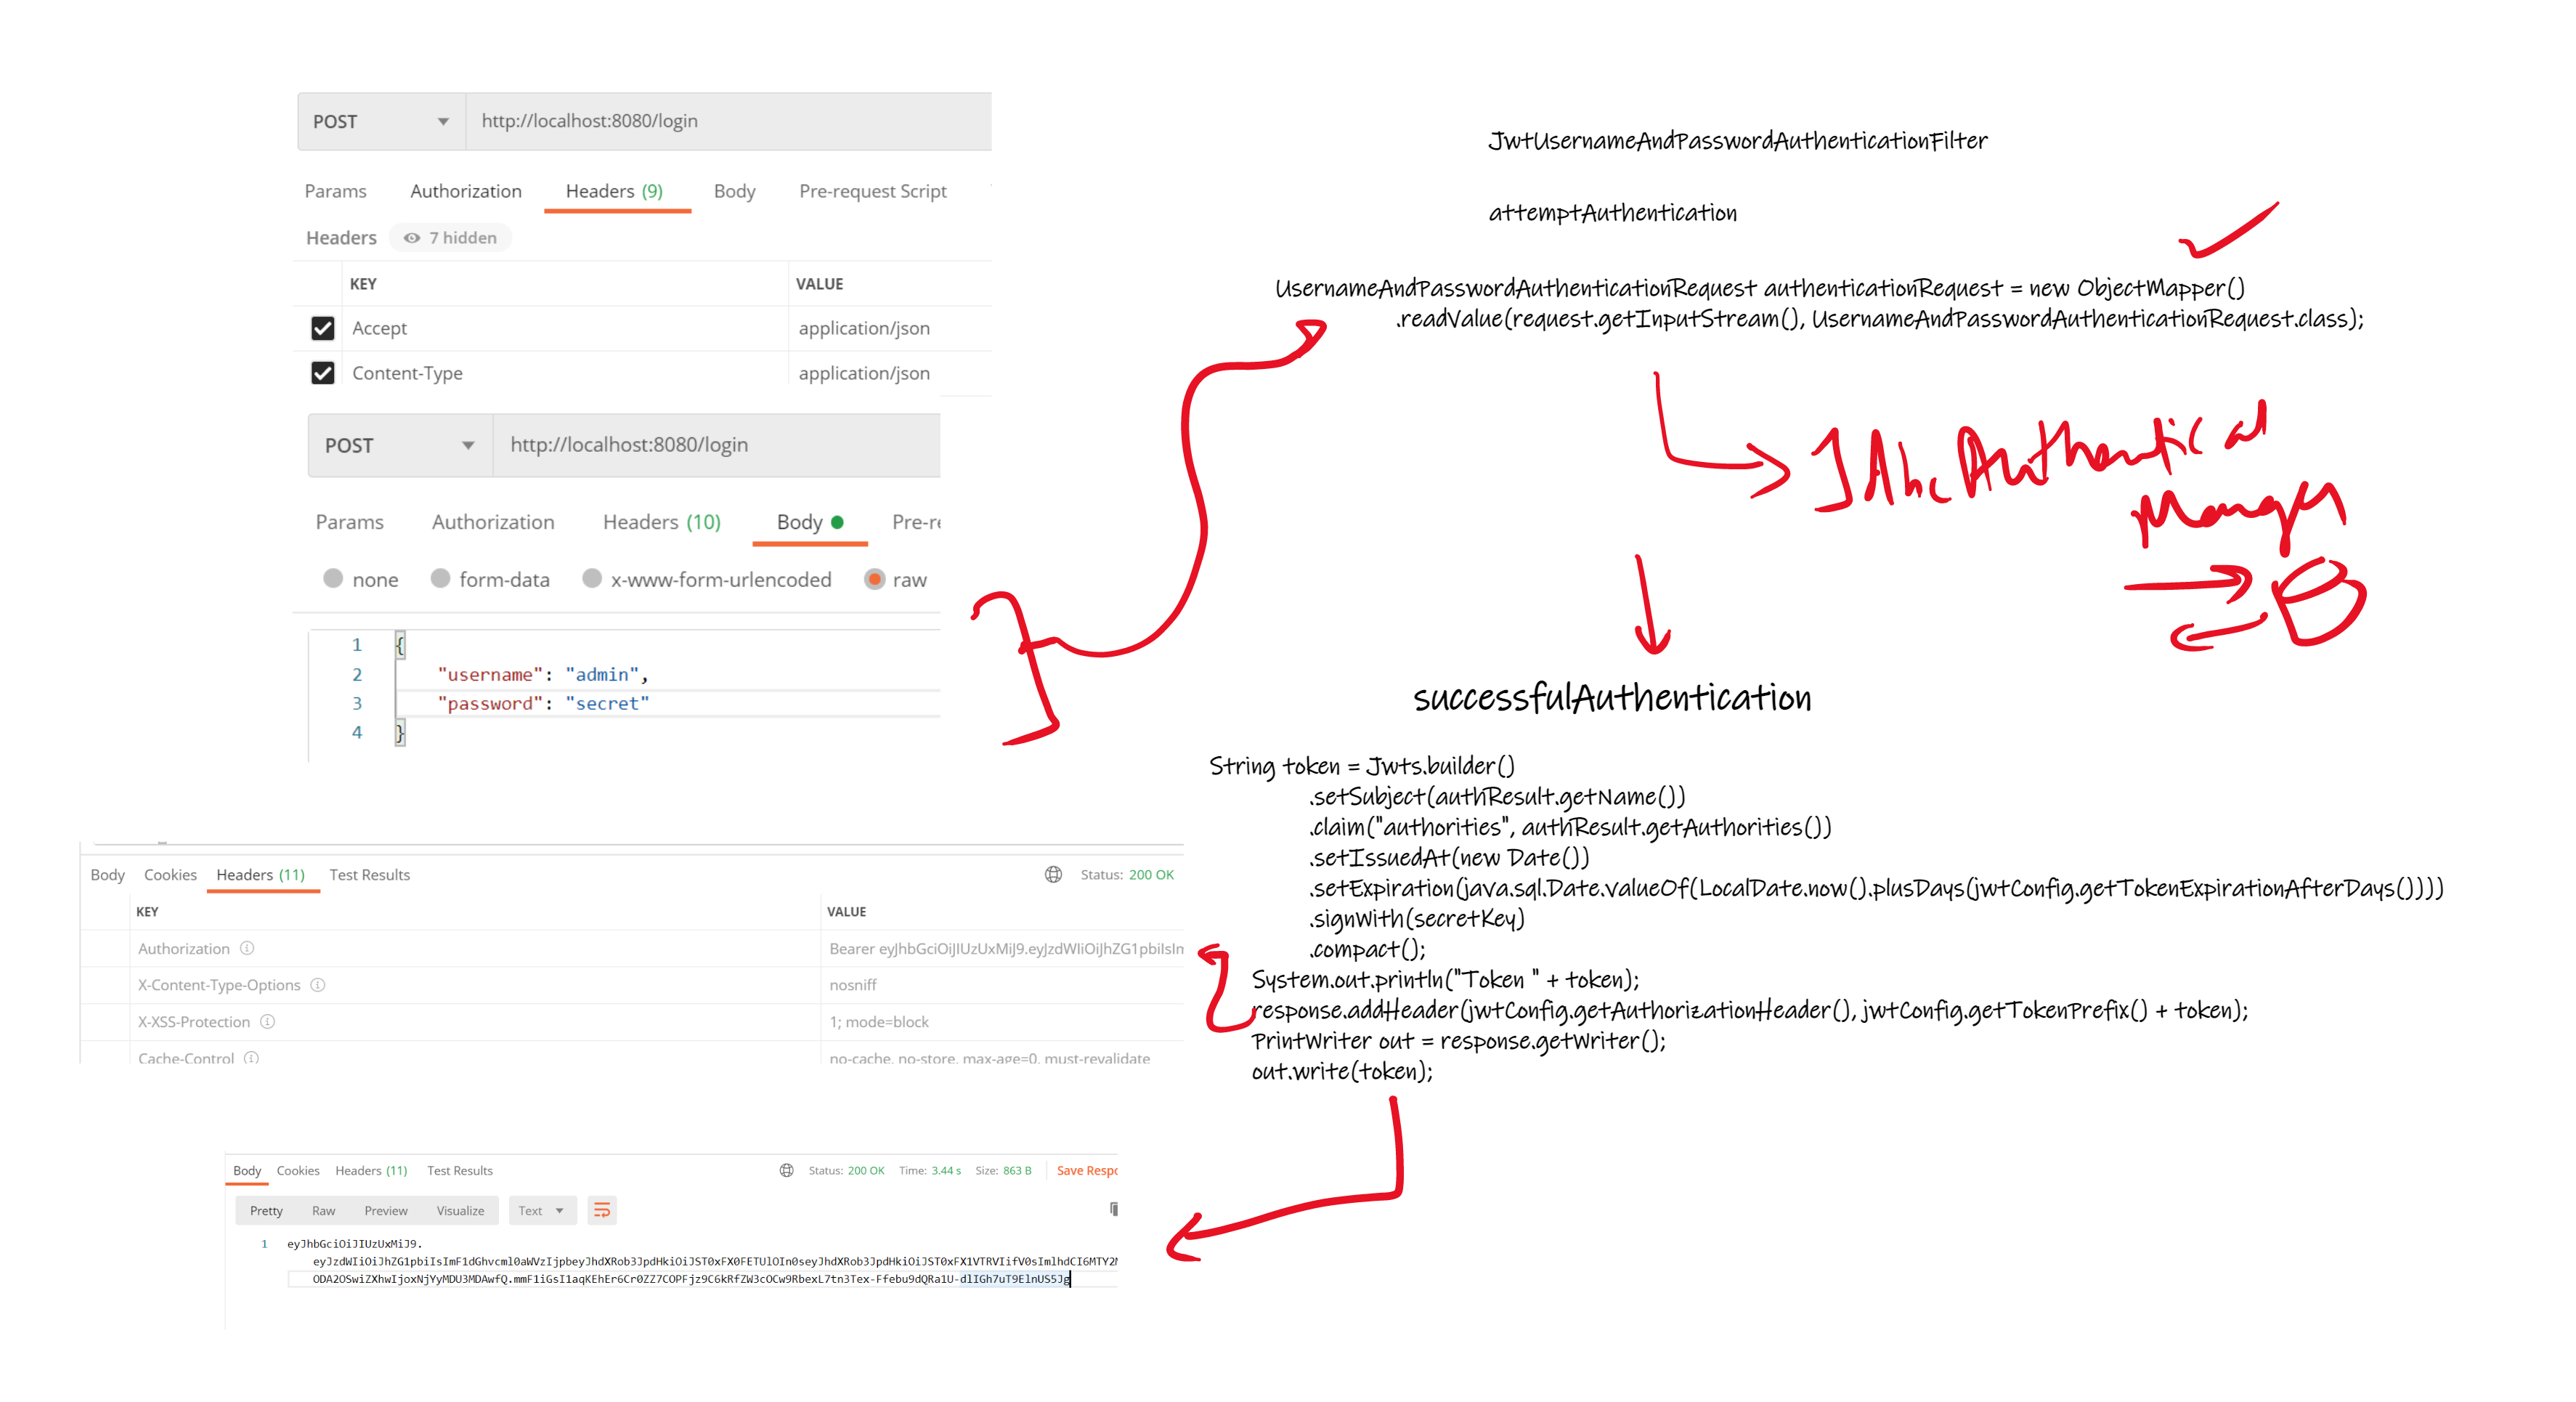 POST http://localhost:8080/login
Params Authorization Headers (9) Body Pre-request Script
Headers 7 hidden
KEY VALUE
Accept application/json
Content-Type application/json
POST http://localhost:8080/login
Params Authorization Headers (10) Body Pre-re
none form-data x-www-form-urlencoded raw
1 {
2 "username": "admin",
3 "password": "secret"
4 }
Body Cookies Headers (11) Test Results Status: 200 OK
KEY VALUE
Authorization Bearer eyJhbGciOiJIUzUxMiJ9.eyJzdWIiOiJhZG1pbiIsIm
X-Content-Type-Options nosniff
X-XSS-Protection 1; mode=block
Cache-Control no-cache, no-store, max-age=0, must-revalidate
Body Cookies Headers (11) Test Results Status: 200 OK Time: 3.44 s Size: 863 B Save Respo
Pretty Raw Preview Visualize Text
1 eyJhbGciOiJIUzUxMiJ9.
eyJzdWIiOiJhZG1pbiIsImF1dGhvcml0aWVzIjpbeyJhdXRob3JpdHkiOiJST0xFX0FETUlOIn0seyJhdXRob3JpdHkiOiJST0xFX1VTRVIifV0sImlhdCI6MTY2M
ODA2OSwiZXhwIjoxNjYyMDU3MDAwfQ.mmF1iGsI1aqKEhEr6Cr0ZZ7COPFjz9C6kRfZW3cOCw9RbexL7tn3Tex-Ffebu9dQRa1U-dlIGh7uT9ElnUS5Jg
JwtUsernameAndPasswordAuthenticationFilter
attemptAuthentication
UsernameAndPasswordAuthenticationRequest authenticationRequest = new ObjectMapper()
.readValue(request.getInputStream(), UsernameAndPasswordAuthenticationRequest.class);
Manager
successfulAuthentication
String token = Jwts.builder()
.setSubject(authResult.getName())
.claim("authorities", authResult.getAuthorities())
.setIssuedAt(new Date())
.setExpiration(java.sql.Date.valueOf(LocalDate.now().plusDays(jwtConfig.getTokenExpirationAfterDays())))
.signWith(secretKey)
.compact();
System.out.println("Token " + token);
response.addHeader(jwtConfig.getAuthorizationHeader(), jwtConfig.getTokenPrefix() + token);
PrintWriter out = response.getWriter();
out.write(token);